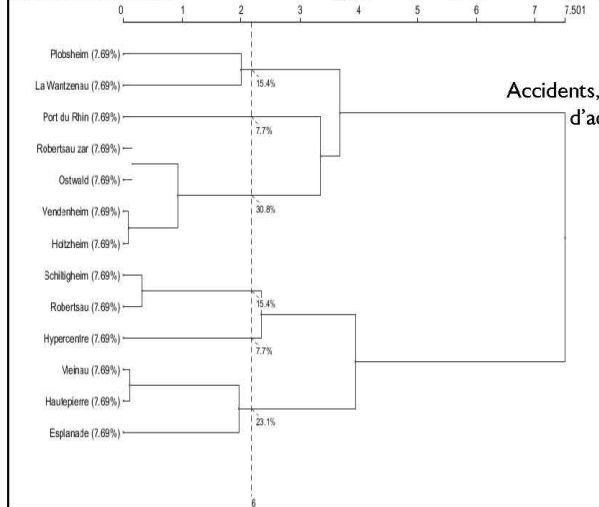 0 1 2 3 4 5 6 7 7.501
Plobsheim (7.69%)
15.4%
La Wantzenau (7.69%)
Accidents,
d'ac
Port du Rhin (7.69%)
7.7%
Robertsau zar (7.69%)
Ostwald (7.69%)
Vendenheim (7.69%)
30.8%
Holtzheim (7.69%)
Schiltigheim (7.69%)
15.4%
Robertsau (7.69%)
Hypercentre (7.69%)
7.7%
Meinau (7.69%)
Hautepierre (7.69%)
23.1%
Esplanade (7.69%)
6